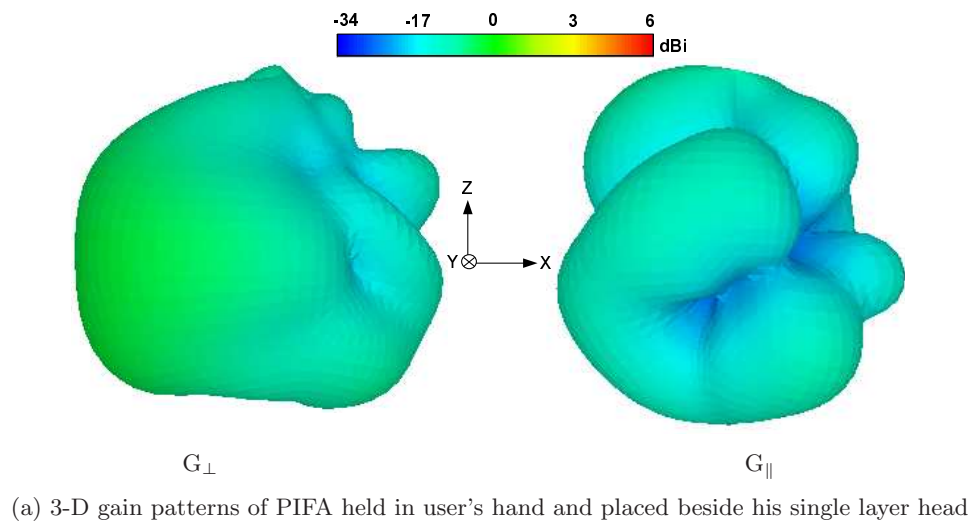 -34 -17 0 3 6
dBi
Z
Y X
G⊥ G∥
(a) 3-D gain patterns of PIFA held in user's hand and placed beside his single layer head